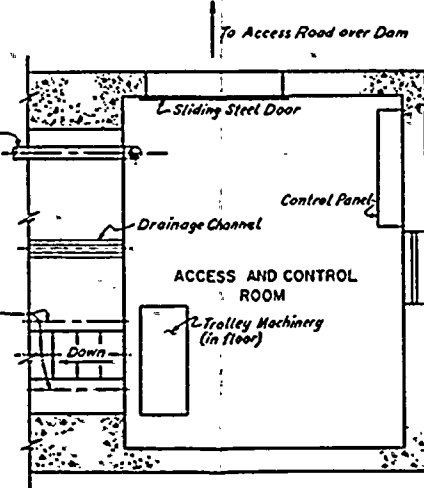 To Access Road over Dam
Sliding Steel Door
Control Panel
Drainage Channel
ACCESS AND CONTROL
ROOM
Trolley Machinery
(in floor)
Down